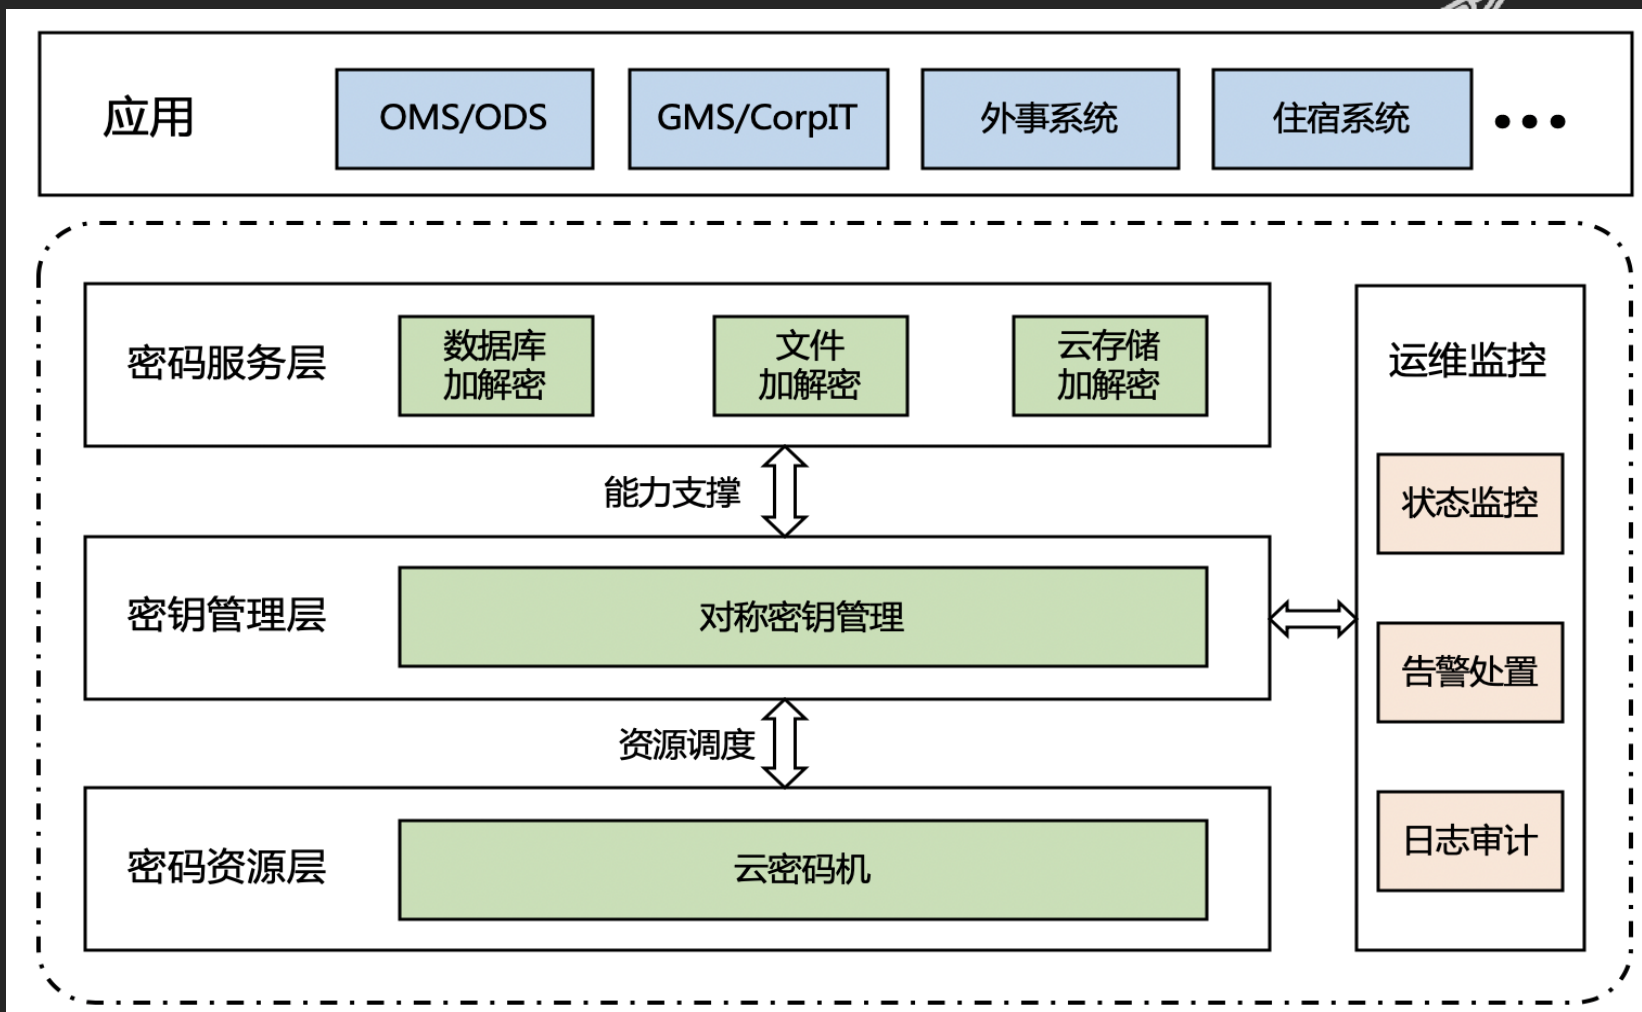 应用
OMS/ODS
GMS/CorpIT
外事系统
住宿系统
•••
密码服务层
数据库
加解密
文件
加解密
云存储
加解密
能力支撑
密钥管理层
对称密钥管理
资源调度
密码资源层
云密码机
运维监控
状态监控
告警处置
日志审计